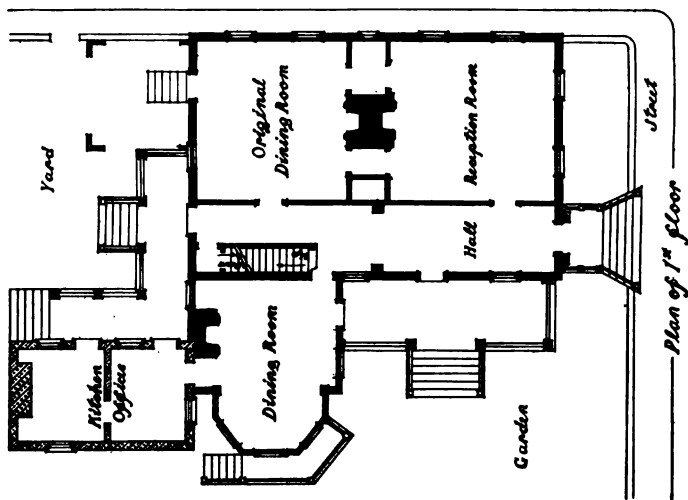 Yard
Original
Dining Room
Reception Room
Street
Hall
Dining Room
Kitchen
Offices
Garden
Plan of 1st floor